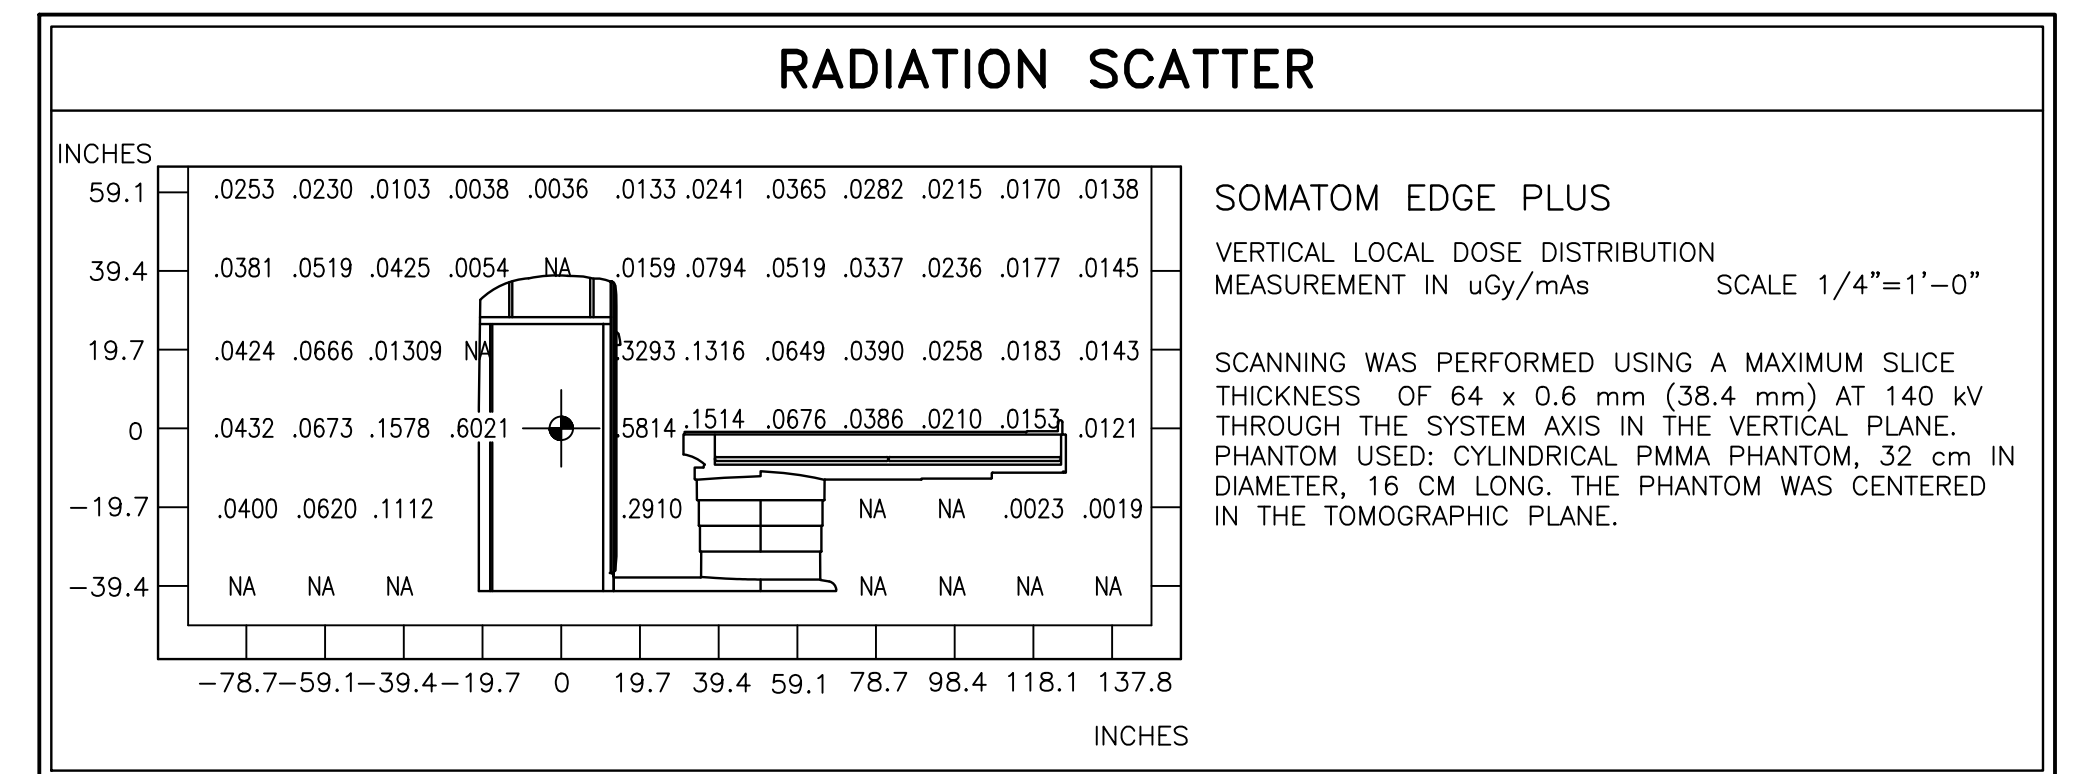 RADIATION SCATTER
INCHES
59.1 .0253 .0230 .0103 .0038 .0036 .0133 .0241 .0365 .0282 .0215 .0170 .0138
39.4 .0381 .0519 .0425 .0054 NA .0159 .0794 .0519 .0337 .0236 .0177 .0145
19.7 .0424 .0666 .01309 NA .3293 .1316 .0649 .0390 .0258 .0183 .0143
0 .0432 .0673 .1578 .6021 .5814 .1514 .0676 .0386 .0210 .0153 .0121
-19.7 .0400 .0620 .1112 .2910 NA NA .0023 .0019
-39.4 NA NA NA NA NA NA NA
-78.7 -59.1 -39.4 -19.7 0 19.7 39.4 59.1 78.7 98.4 118.1 137.8
INCHES
SOMATOM EDGE PLUS
VERTICAL LOCAL DOSE DISTRIBUTION
MEASUREMENT IN uGy/mAs SCALE 1/4"=1'-0"
SCANNING WAS PERFORMED USING A MAXIMUM SLICE
THICKNESS OF 64 x 0.6 mm (38.4 mm) AT 140 kV
THROUGH THE SYSTEM AXIS IN THE VERTICAL PLANE.
PHANTOM USED: CYLINDRICAL PMMA PHANTOM, 32 cm IN
DIAMETER, 16 CM LONG. THE PHANTOM WAS CENTERED
IN THE TOMOGRAPHIC PLANE.